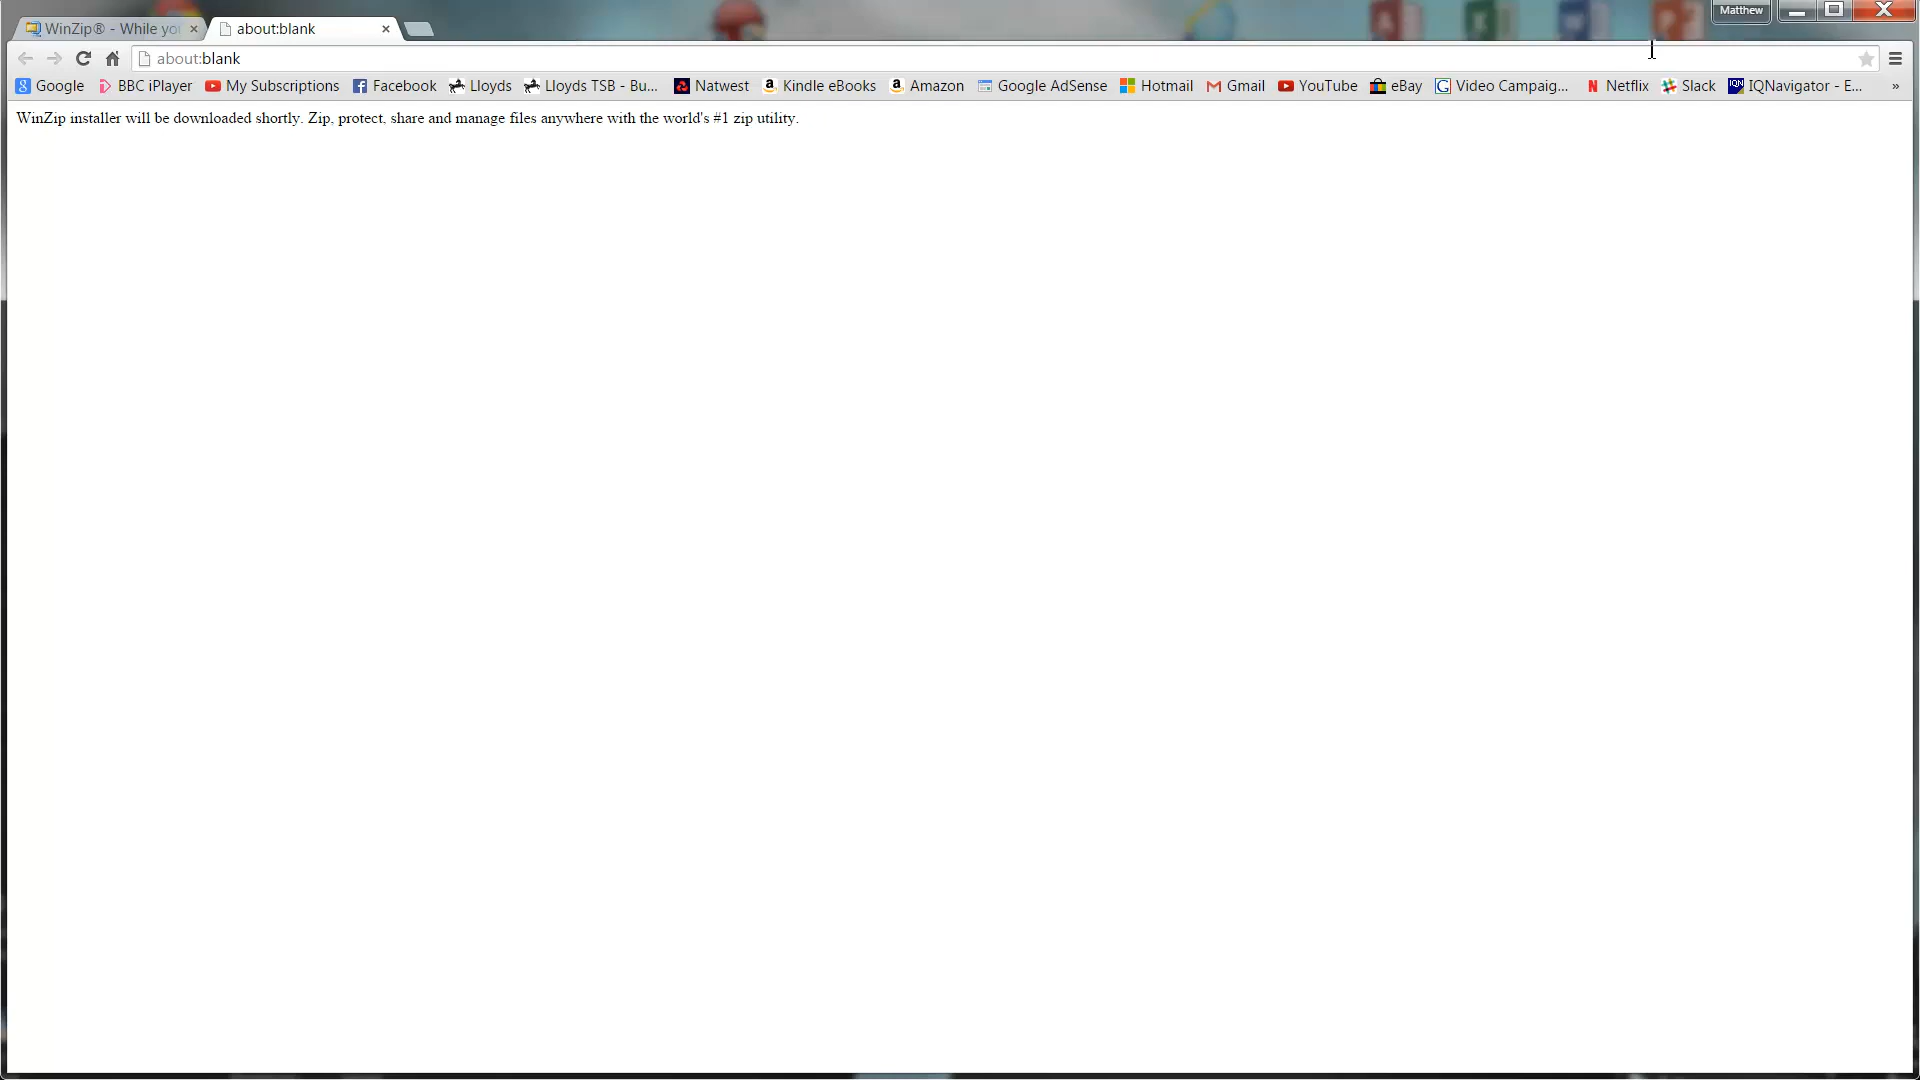 Matthew
WinZip® - While yo
about:blank
about:blank
Google
BBC iPlayer
My Subscriptions
Facebook
Lloyds
Lloyds TSB - Bu...
Natwest
Kindle eBooks
Amazon
Google AdSense
Hotmail
Gmail
YouTube
eBay
Video Campaig...
Netflix
Slack
IQNavigator - E...
WinZip installer will be downloaded shortly. Zip, protect, share and manage files anywhere with the world's #1 zip utility.